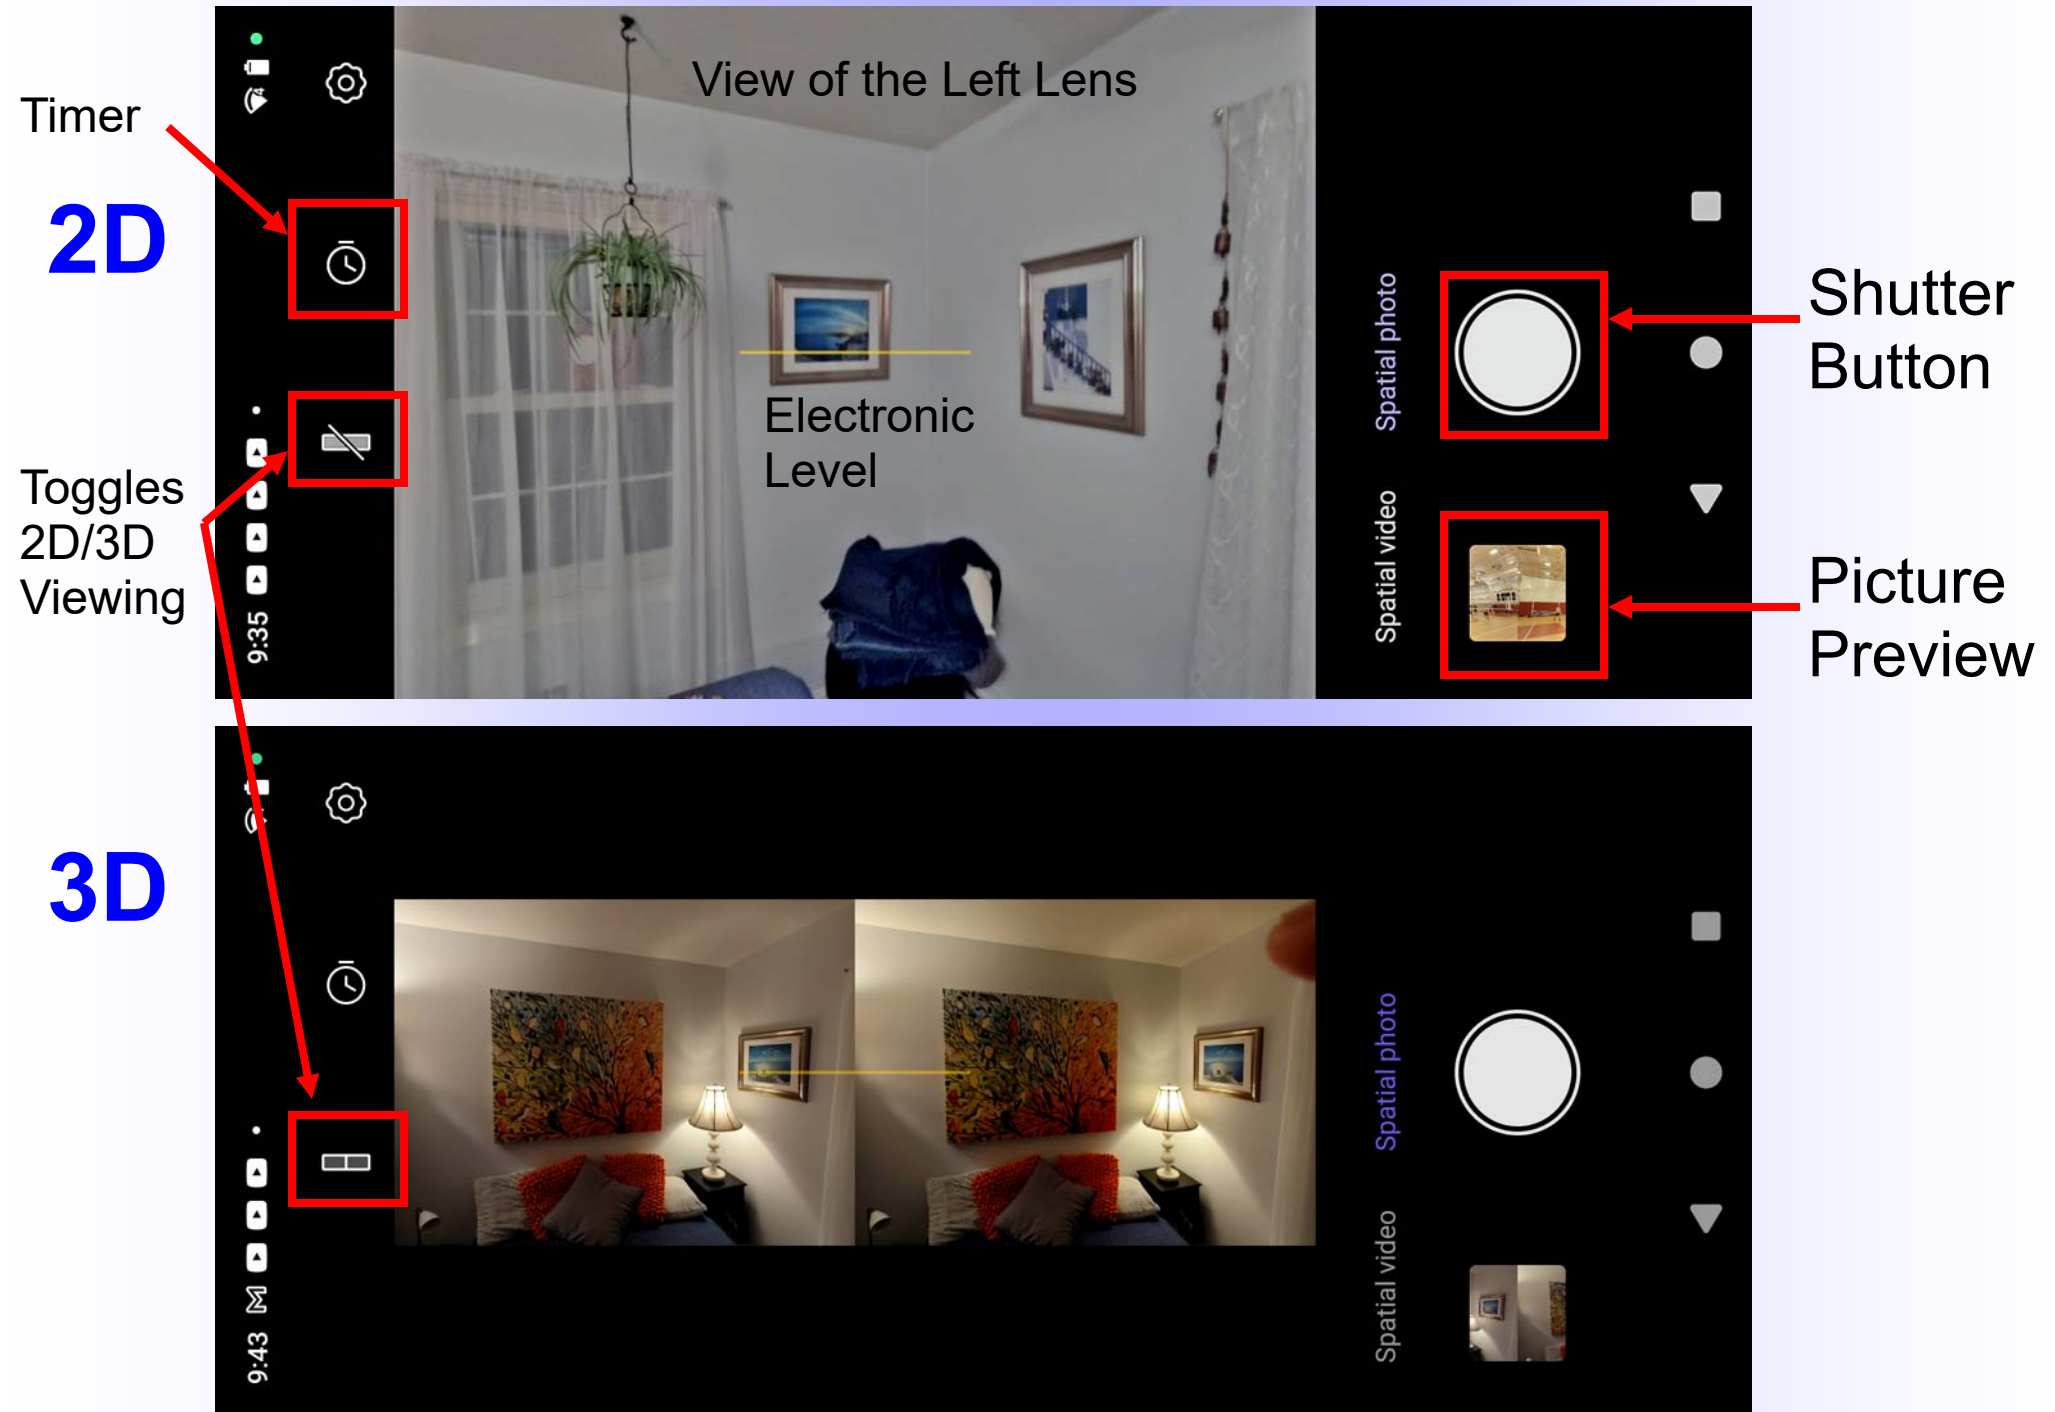 View of the Left Lens
Timer
2D
Electronic
Level
Toggles
2D/3D
Viewing
9:35
Spatial photo
Spatial video
Shutter
Button
Picture
Preview
3D
9:43
Spatial photo
Spatial video